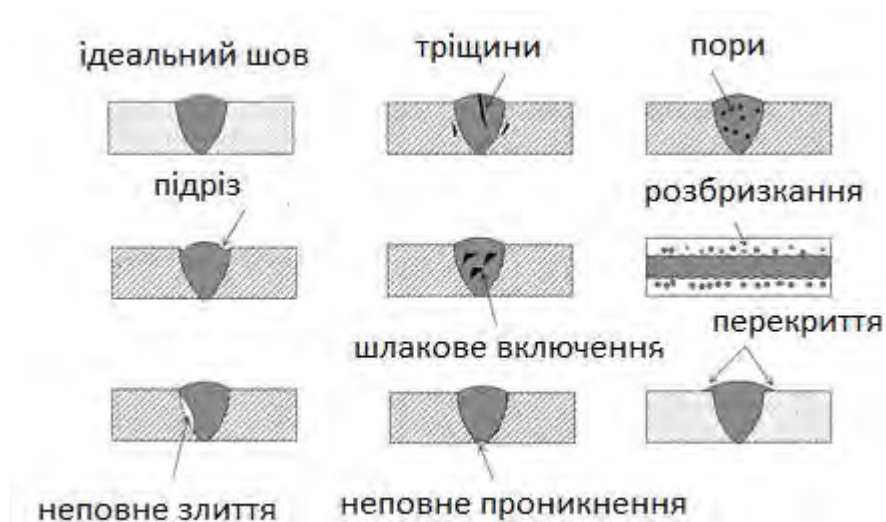 ідеальний шов
тріщини
пори
підріз
розбризкання
шлакове включення
перекриття
неповне злиття
неповне проникнення